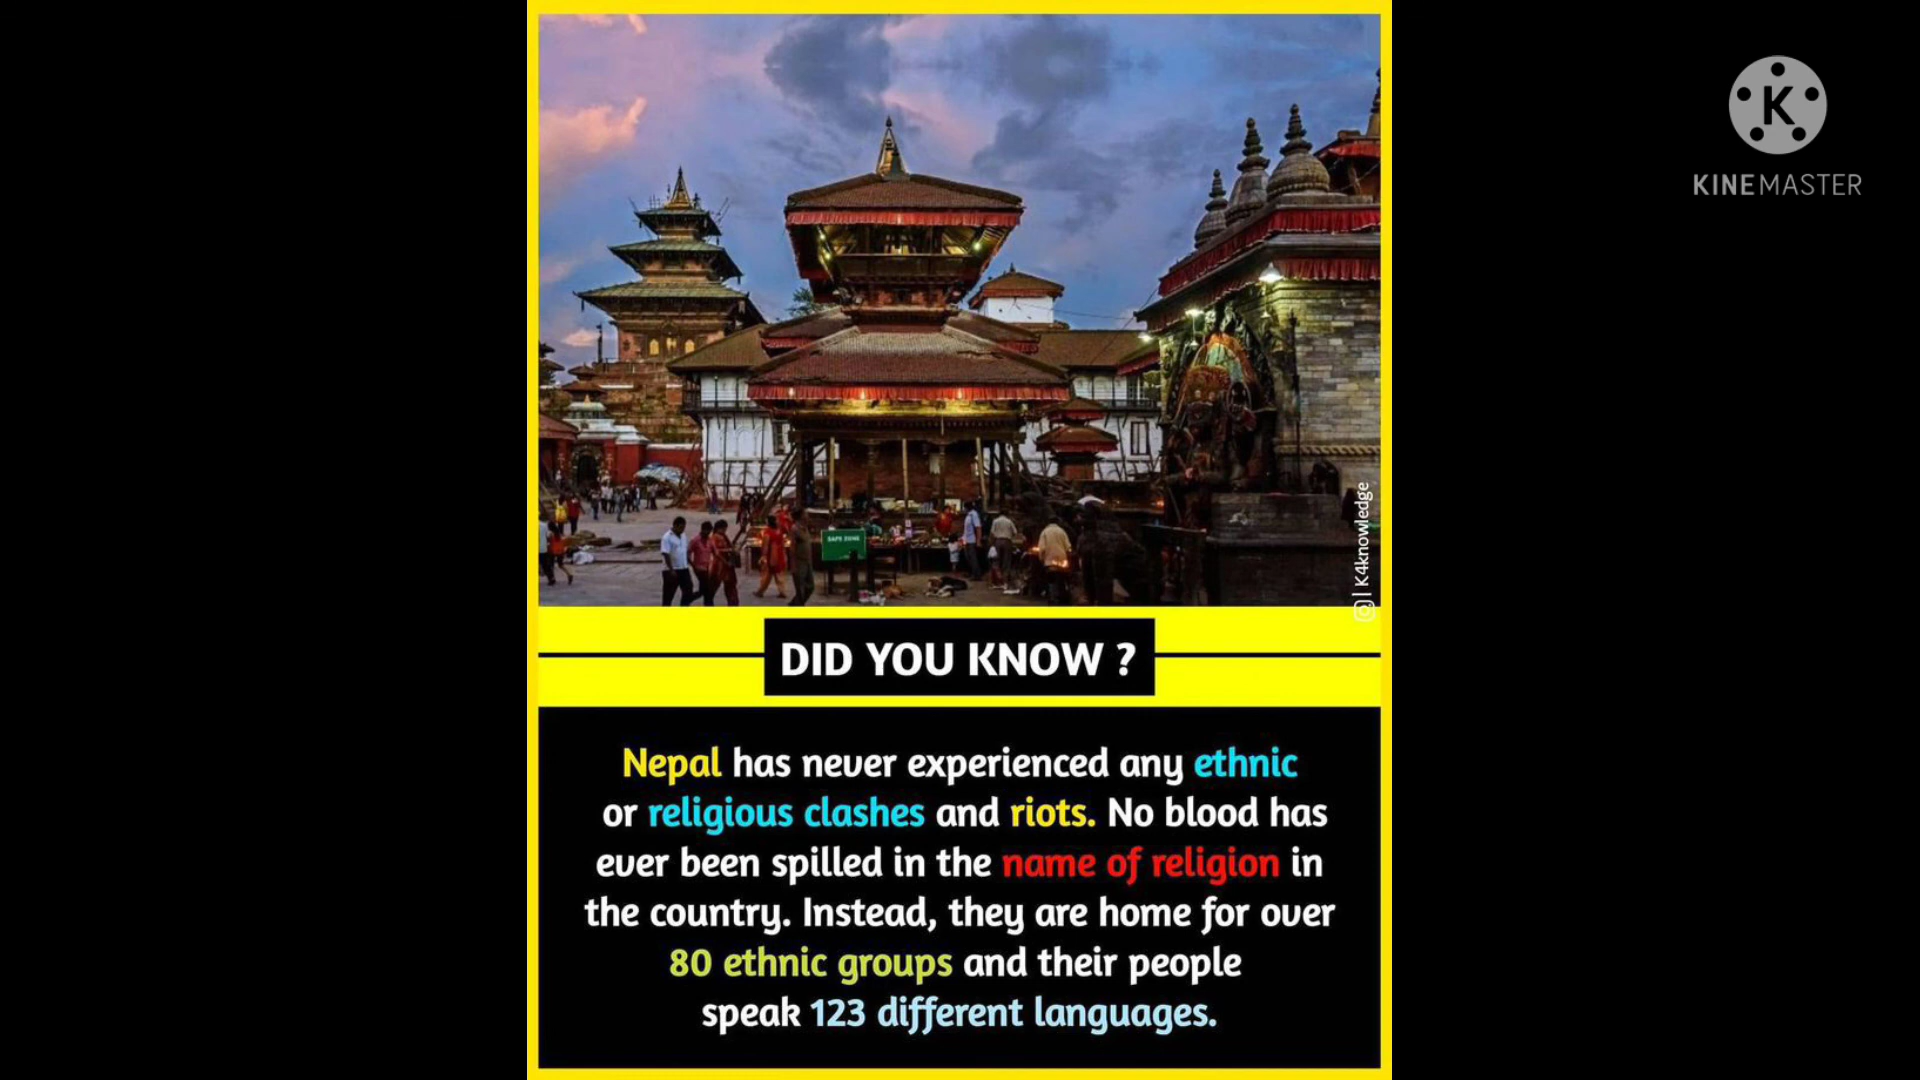 KINEMASTER
SAFE ZONE
K4knowledge
DID YOU KNOW ?
Nepal has never experienced any ethnic
or religious clashes and riots. No blood has
ever been spilled in the name of religion in
the country. Instead, they are home for over
80 ethnic groups and their people
speak 123 different languages.